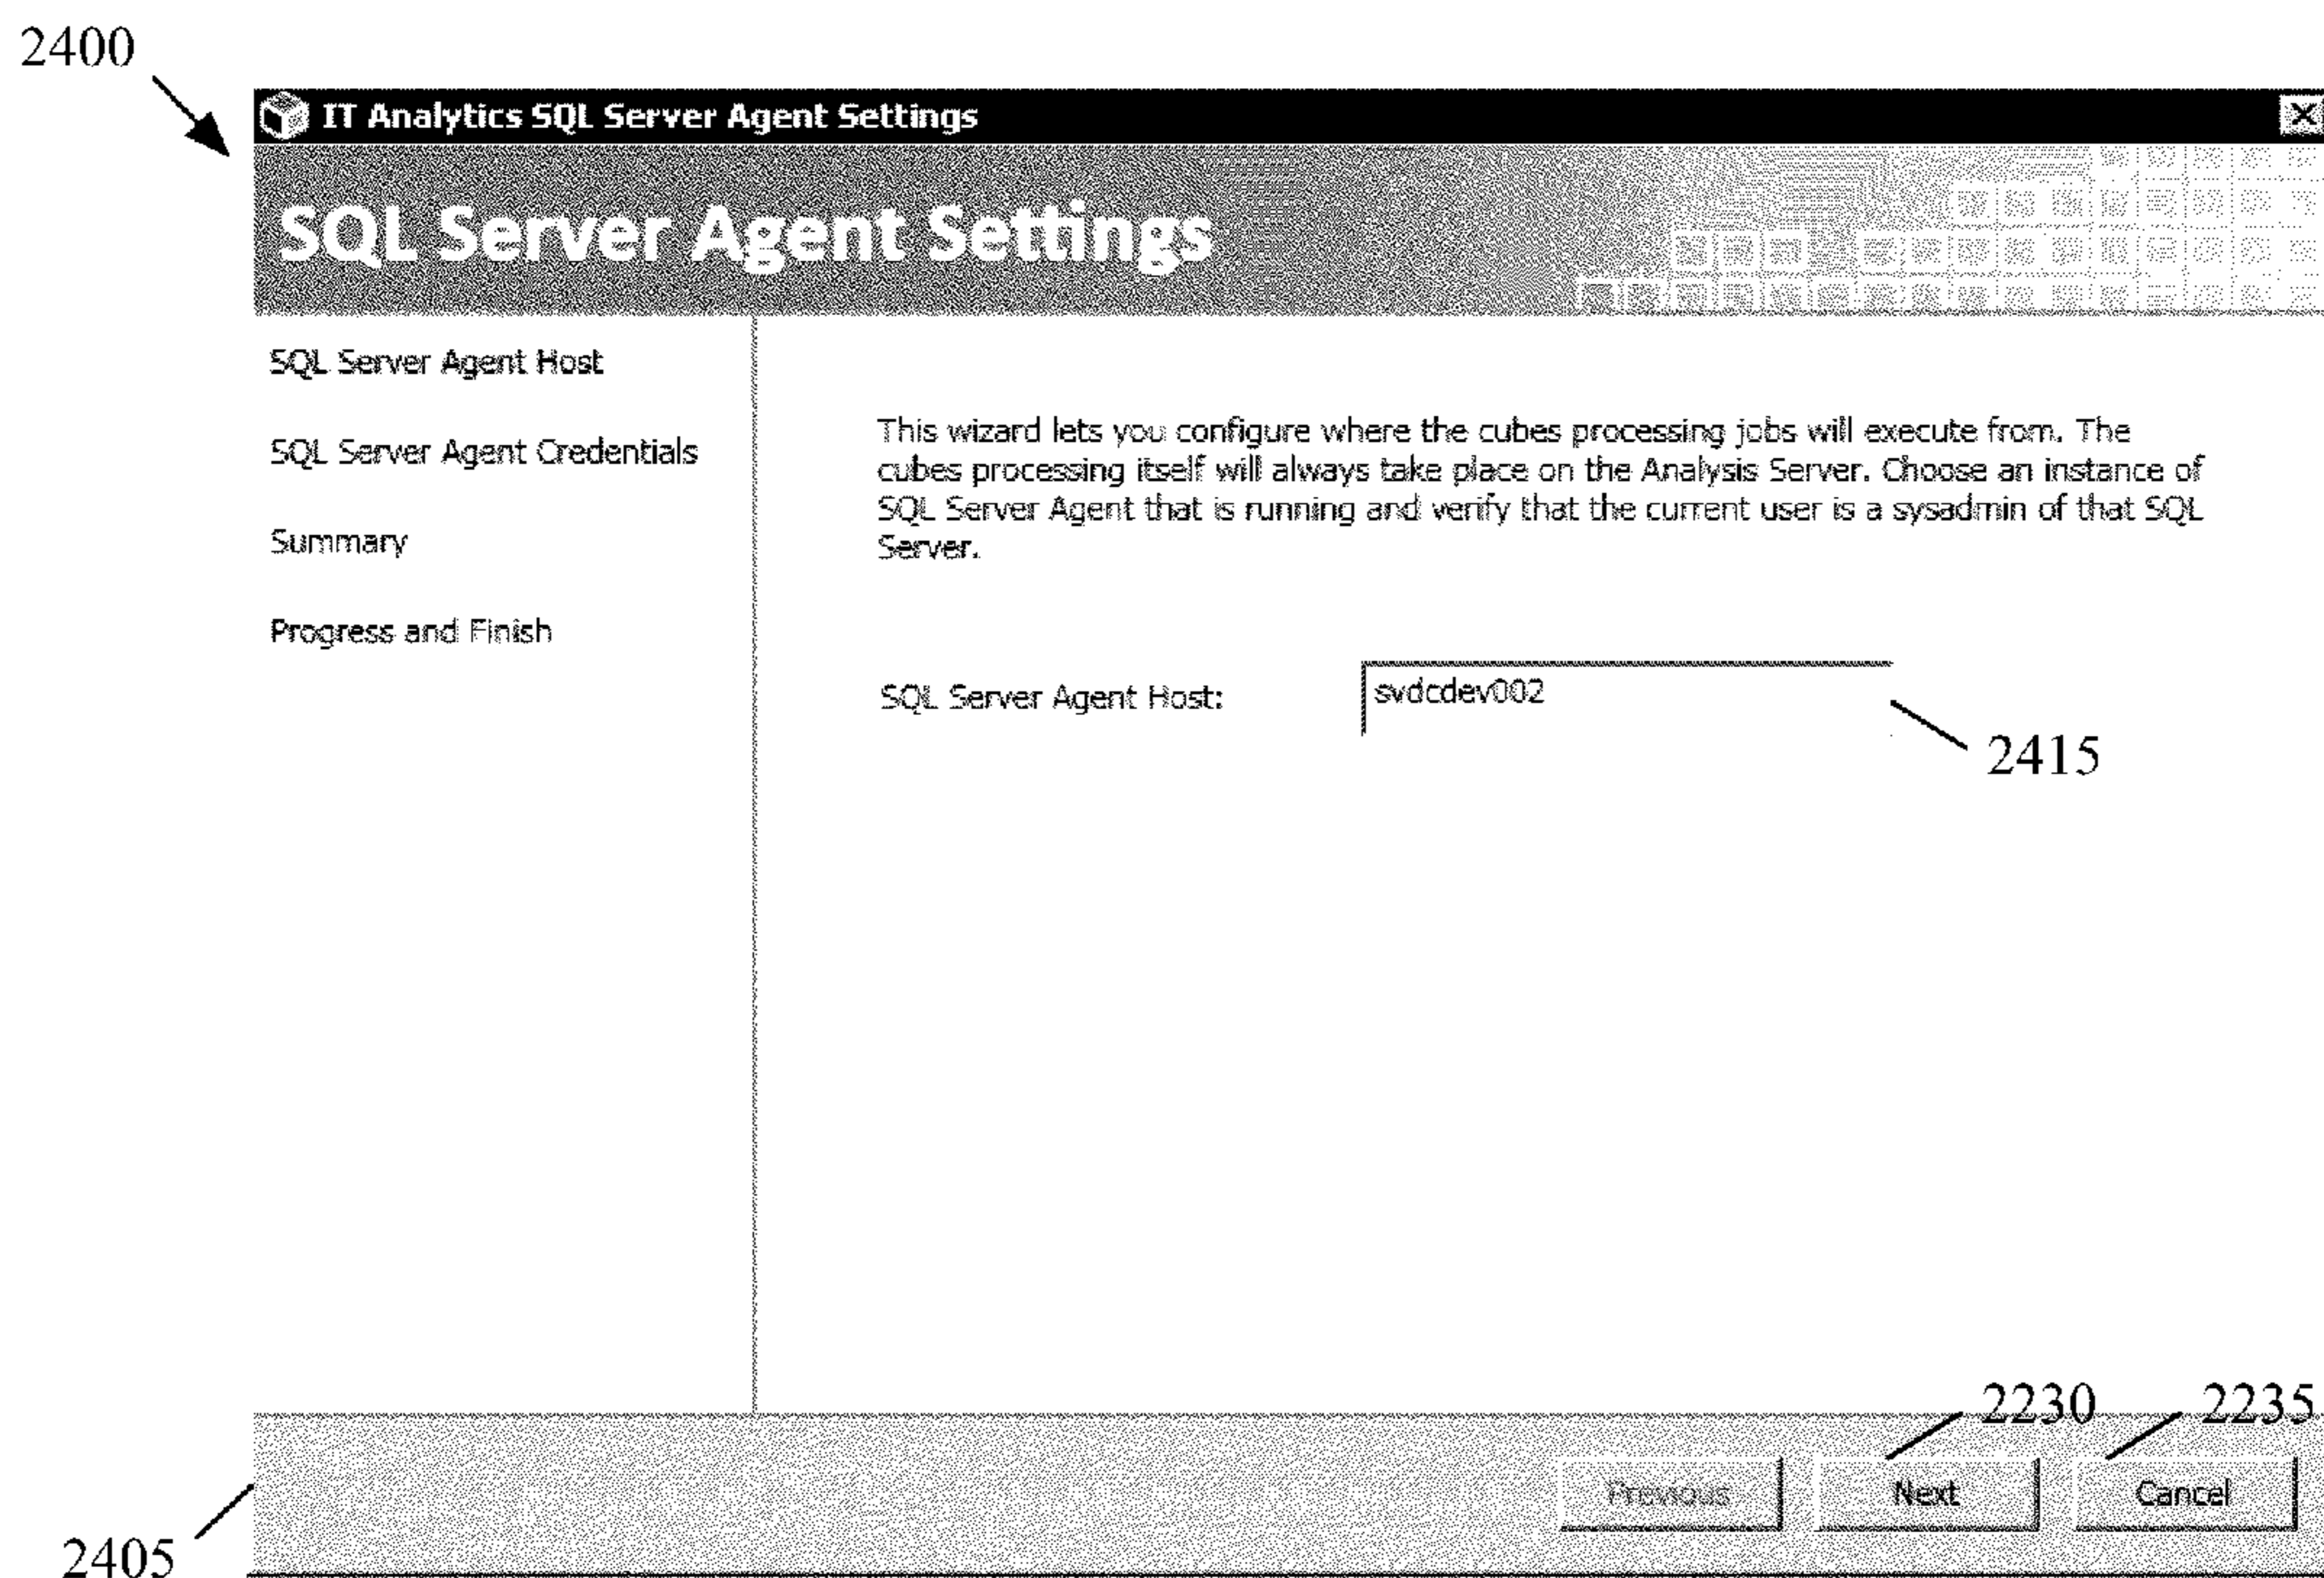 2400
IT Analytics SQL Server Agent Settings
SQL Server Agent Settings
SQL Server Agent Host
SQL Server Agent Credentials
Summary
Progress and Finish
This wizard lets you configure where the cubes processing jobs will execute from. The
cubes processing itself will always take place on the Analysis Server. Choose an instance of
SQL Server Agent that is running and verify that the current user is a sysadmin of that SQL
Server.
SQL Server Agent Host:
svdcdev002
2415
2230
2235
Previous
Next
Cancel
2405